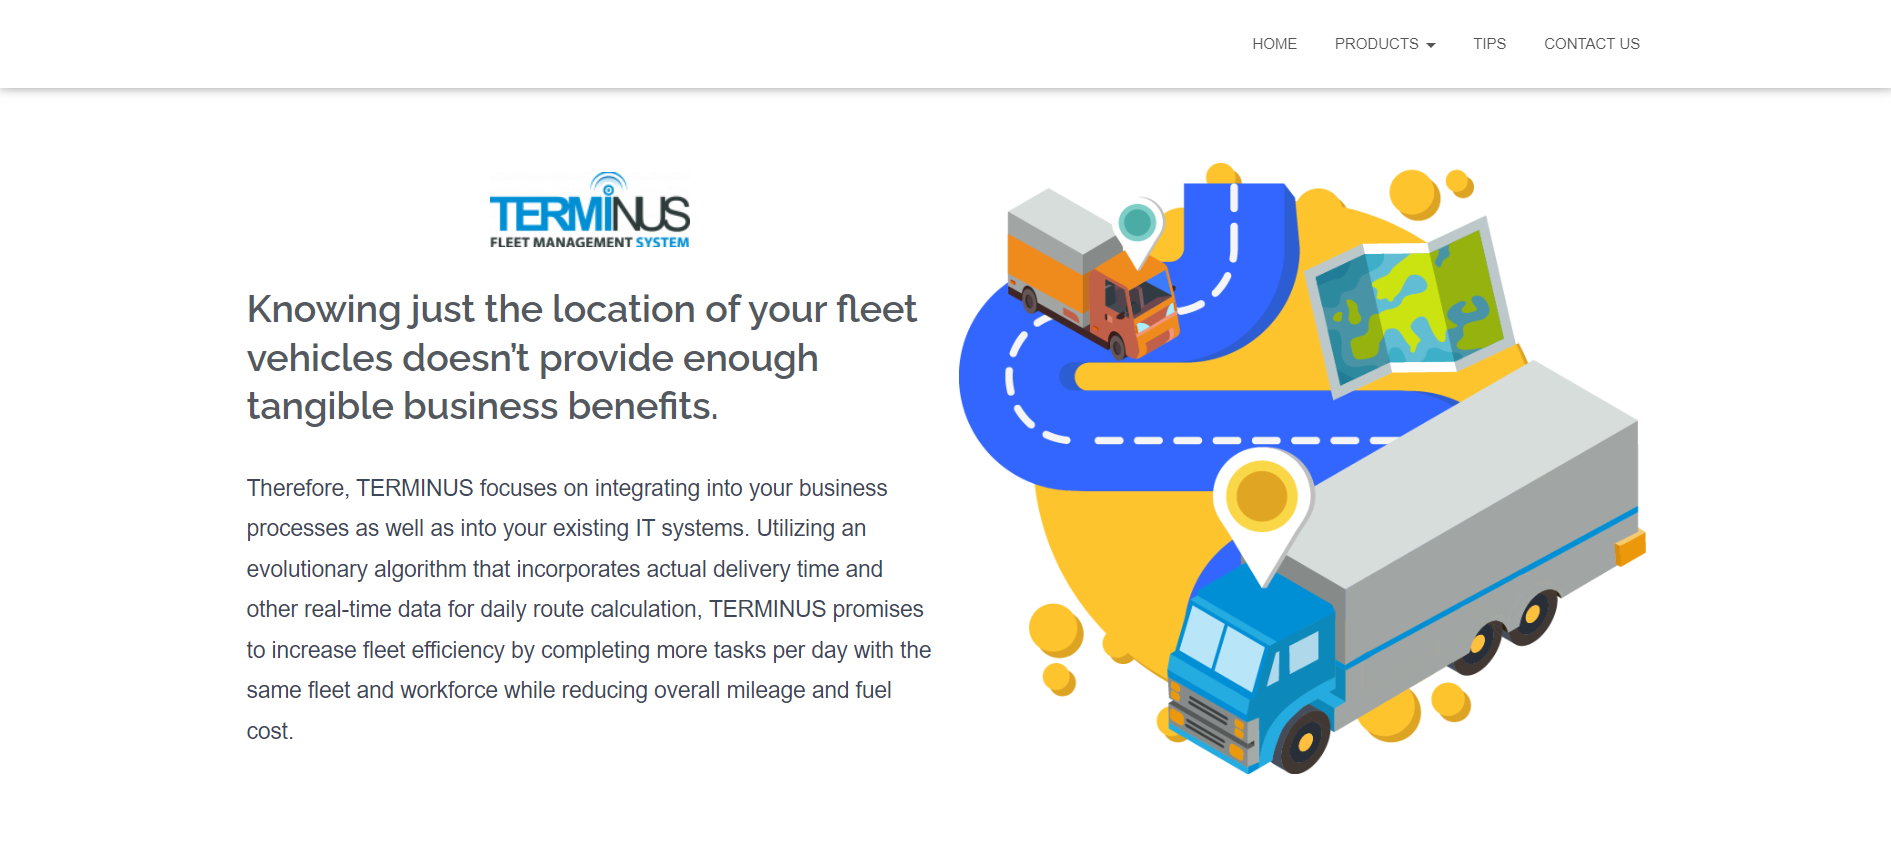 HOME PRODUCTS TIPS CONTACT US
TERMINUS
FLEET MANAGEMENT SYSTEM
Knowing just the location of your fleet
vehicles doesn’t provide enough
tangible business benefits.
Therefore, TERMINUS focuses on integrating into your business
processes as well as into your existing IT systems. Utilizing an
evolutionary algorithm that incorporates actual delivery time and
other real-time data for daily route calculation, TERMINUS promises
to increase fleet efficiency by completing more tasks per day with the
same fleet and workforce while reducing overall mileage and fuel
cost.